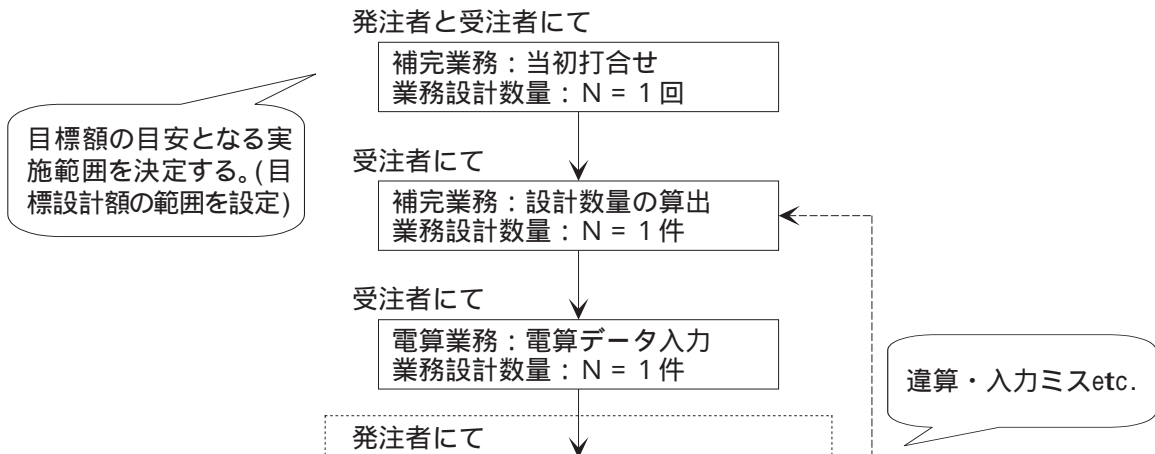 発注者と受注者にて
補完業務：当初打合せ
業務設計数量：N = 1回
目標額の目安となる実
施範囲を決定する。(目
標設計額の範囲を設定)
受注者にて
補完業務：設計数量の算出
業務設計数量：N = 1件
受注者にて
電算業務：電算データ入力
業務設計数量：N = 1件
違算・入力ミスetc.
発注者にて